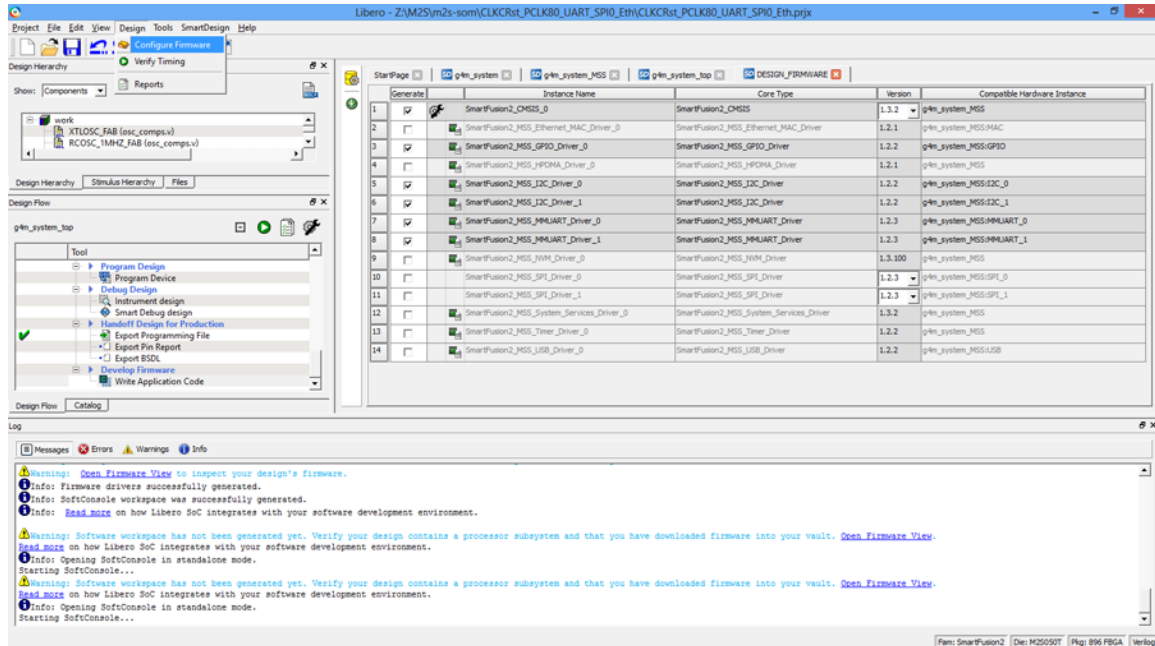 Libero - Z:\M2S\m2s-som\CLKCRst_PCLK80_UART_SPI0_Eth\CLKCRst_PCLK80_UART_SPI0_Eth.prjx
Project File Edit View Design Tools SmartDesign Help
Configure Firmware
Verify Timing
Reports
Design Hierarchy
Show: Components
work
XTLOSC_FAB (osc_comps.v)
RCOSC_1MHZ_FAB (osc_comps.v)
Design Hierarchy Stimulus Hierarchy Files
Design Flow
g4m_system_top
Tool
Program Design
Program Device
Debug Design
Instrument design
Smart Debug design
Handoff Design for Production
Export Programming File
Export Pin Report
Export BSDL
Develop Firmware
Write Application Code
Design Flow Catalog
StartPage g4m_system g4m_system_MSS g4m_system_top DESIGN_FIRMWARE
Generate Instance Name Core Type Version Compatible Hardware Instance
1 SmartFusion2_CMSIS_0 SmartFusion2_CMSIS 1.3.2 g4m_system_MSS
2 SmartFusion2_MSS_Ethernet_MAC_Driver_0 SmartFusion2_MSS_Ethernet_MAC_Driver 1.2.1 g4m_system_MSS:MAC
3 SmartFusion2_MSS_GPIO_Driver_0 SmartFusion2_MSS_GPIO_Driver 1.2.2 g4m_system_MSS:GPIO
4 SmartFusion2_MSS_HPDMA_Driver_0 SmartFusion2_MSS_HPDMA_Driver 1.2.1 g4m_system_MSS
5 SmartFusion2_MSS_I2C_Driver_0 SmartFusion2_MSS_I2C_Driver 1.2.2 g4m_system_MSS:I2C_0
6 SmartFusion2_MSS_I2C_Driver_1 SmartFusion2_MSS_I2C_Driver 1.2.2 g4m_system_MSS:I2C_1
7 SmartFusion2_MSS_MMUART_Driver_0 SmartFusion2_MSS_MMUART_Driver 1.2.3 g4m_system_MSS:MMUART_0
8 SmartFusion2_MSS_MMUART_Driver_1 SmartFusion2_MSS_MMUART_Driver 1.2.3 g4m_system_MSS:MMUART_1
9 SmartFusion2_MSS_NVM_Driver_0 SmartFusion2_MSS_NVM_Driver 1.3.100 g4m_system_MSS
10 SmartFusion2_MSS_SPI_Driver_0 SmartFusion2_MSS_SPI_Driver 1.2.3 g4m_system_MSS:SPI_0
11 SmartFusion2_MSS_SPI_Driver_1 SmartFusion2_MSS_SPI_Driver 1.2.3 g4m_system_MSS:SPI_1
12 SmartFusion2_MSS_System_Services_Driver_0 SmartFusion2_MSS_System_Services_Driver 1.3.2 g4m_system_MSS
13 SmartFusion2_MSS_Timer_Driver_0 SmartFusion2_MSS_Timer_Driver 1.2.2 g4m_system_MSS
14 SmartFusion2_MSS_USB_Driver_0 SmartFusion2_MSS_USB_Driver 1.2.2 g4m_system_MSS:USB
Log
Messages Errors Warnings Info
Warning: Open Firmware View to inspect your design's firmware.
Info: Firmware drivers successfully generated.
Info: SoftConsole workspace was successfully generated.
Info: Read more on how Libero SoC integrates with your software development environment.
Warning: Software workspace has not been generated yet. Verify your design contains a processor subsystem and that you have downloaded firmware into your vault. Open Firmware View.
Read more on how Libero SoC integrates with your software development environment.
Info: Opening SoftConsole in standalone mode.
Starting SoftConsole...
Warning: Software workspace has not been generated yet. Verify your design contains a processor subsystem and that you have downloaded firmware into your vault. Open Firmware View.
Read more on how Libero SoC integrates with your software development environment.
Info: Opening SoftConsole in standalone mode.
Starting SoftConsole...
Fam: SmartFusion2 Die: M2S050T Pkg: 896 FBGA Verilog